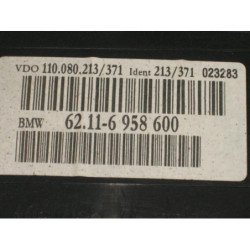 VDO 110.080.213/371 Ident 213/371 023283
BMW 62.11-6 958 600